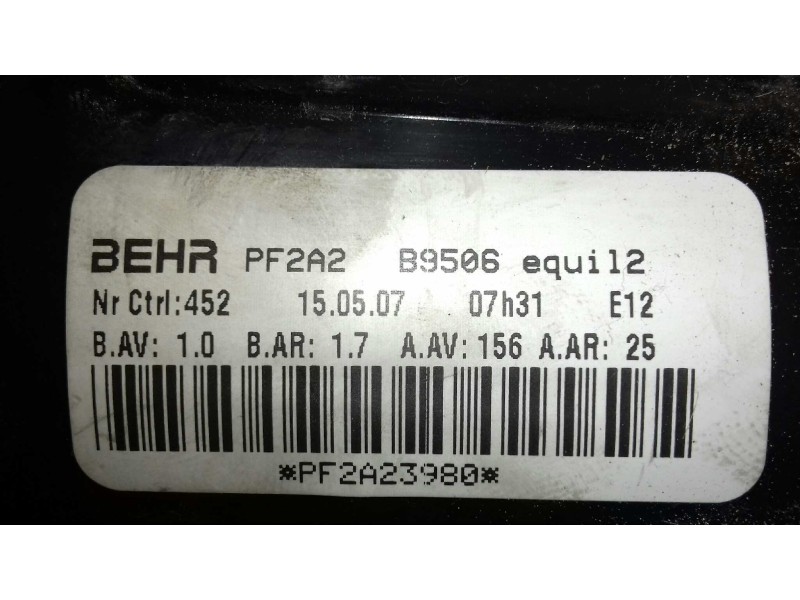 BEHR PF2A2 B9506 equil2
Nr Ctrl:452 15.05.07 07h31 E12
B.AV: 1.0 B.AR: 1.7 A.AV: 156 A.AR: 25
*PF2A23980*